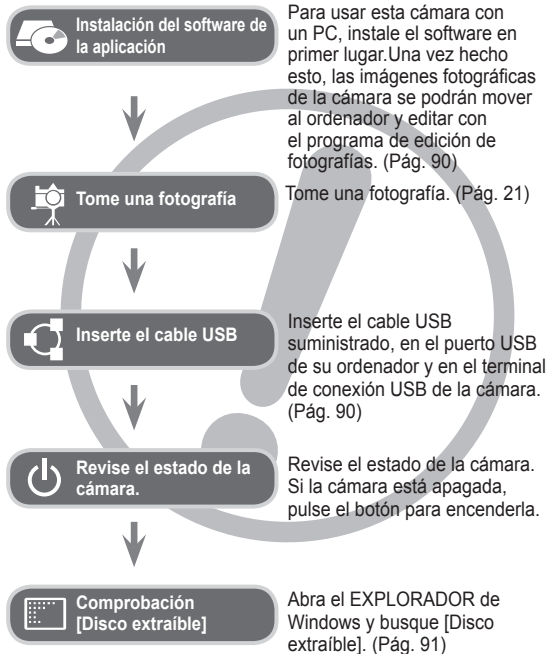 Instalación del software de
la aplicación
Para usar esta cámara con
un PC, instale el software en
primer lugar.Una vez hecho
esto, las imágenes fotográficas
de la cámara se podrán mover
al ordenador y editar con
el programa de edición de
fotografías. (Pág. 90)
Tome una fotografía
Tome una fotografía. (Pág. 21)
Inserte el cable USB
Inserte el cable USB
suministrado, en el puerto USB
de su ordenador y en el terminal
de conexión USB de la cámara.
(Pág. 90)
Revise el estado de la
cámara.
Revise el estado de la cámara.
Si la cámara está apagada,
pulse el botón para encenderla.
Comprobación
[Disco extraíble]
Abra el EXPLORADOR de
Windows y busque [Disco
extraíble]. (Pág. 91)